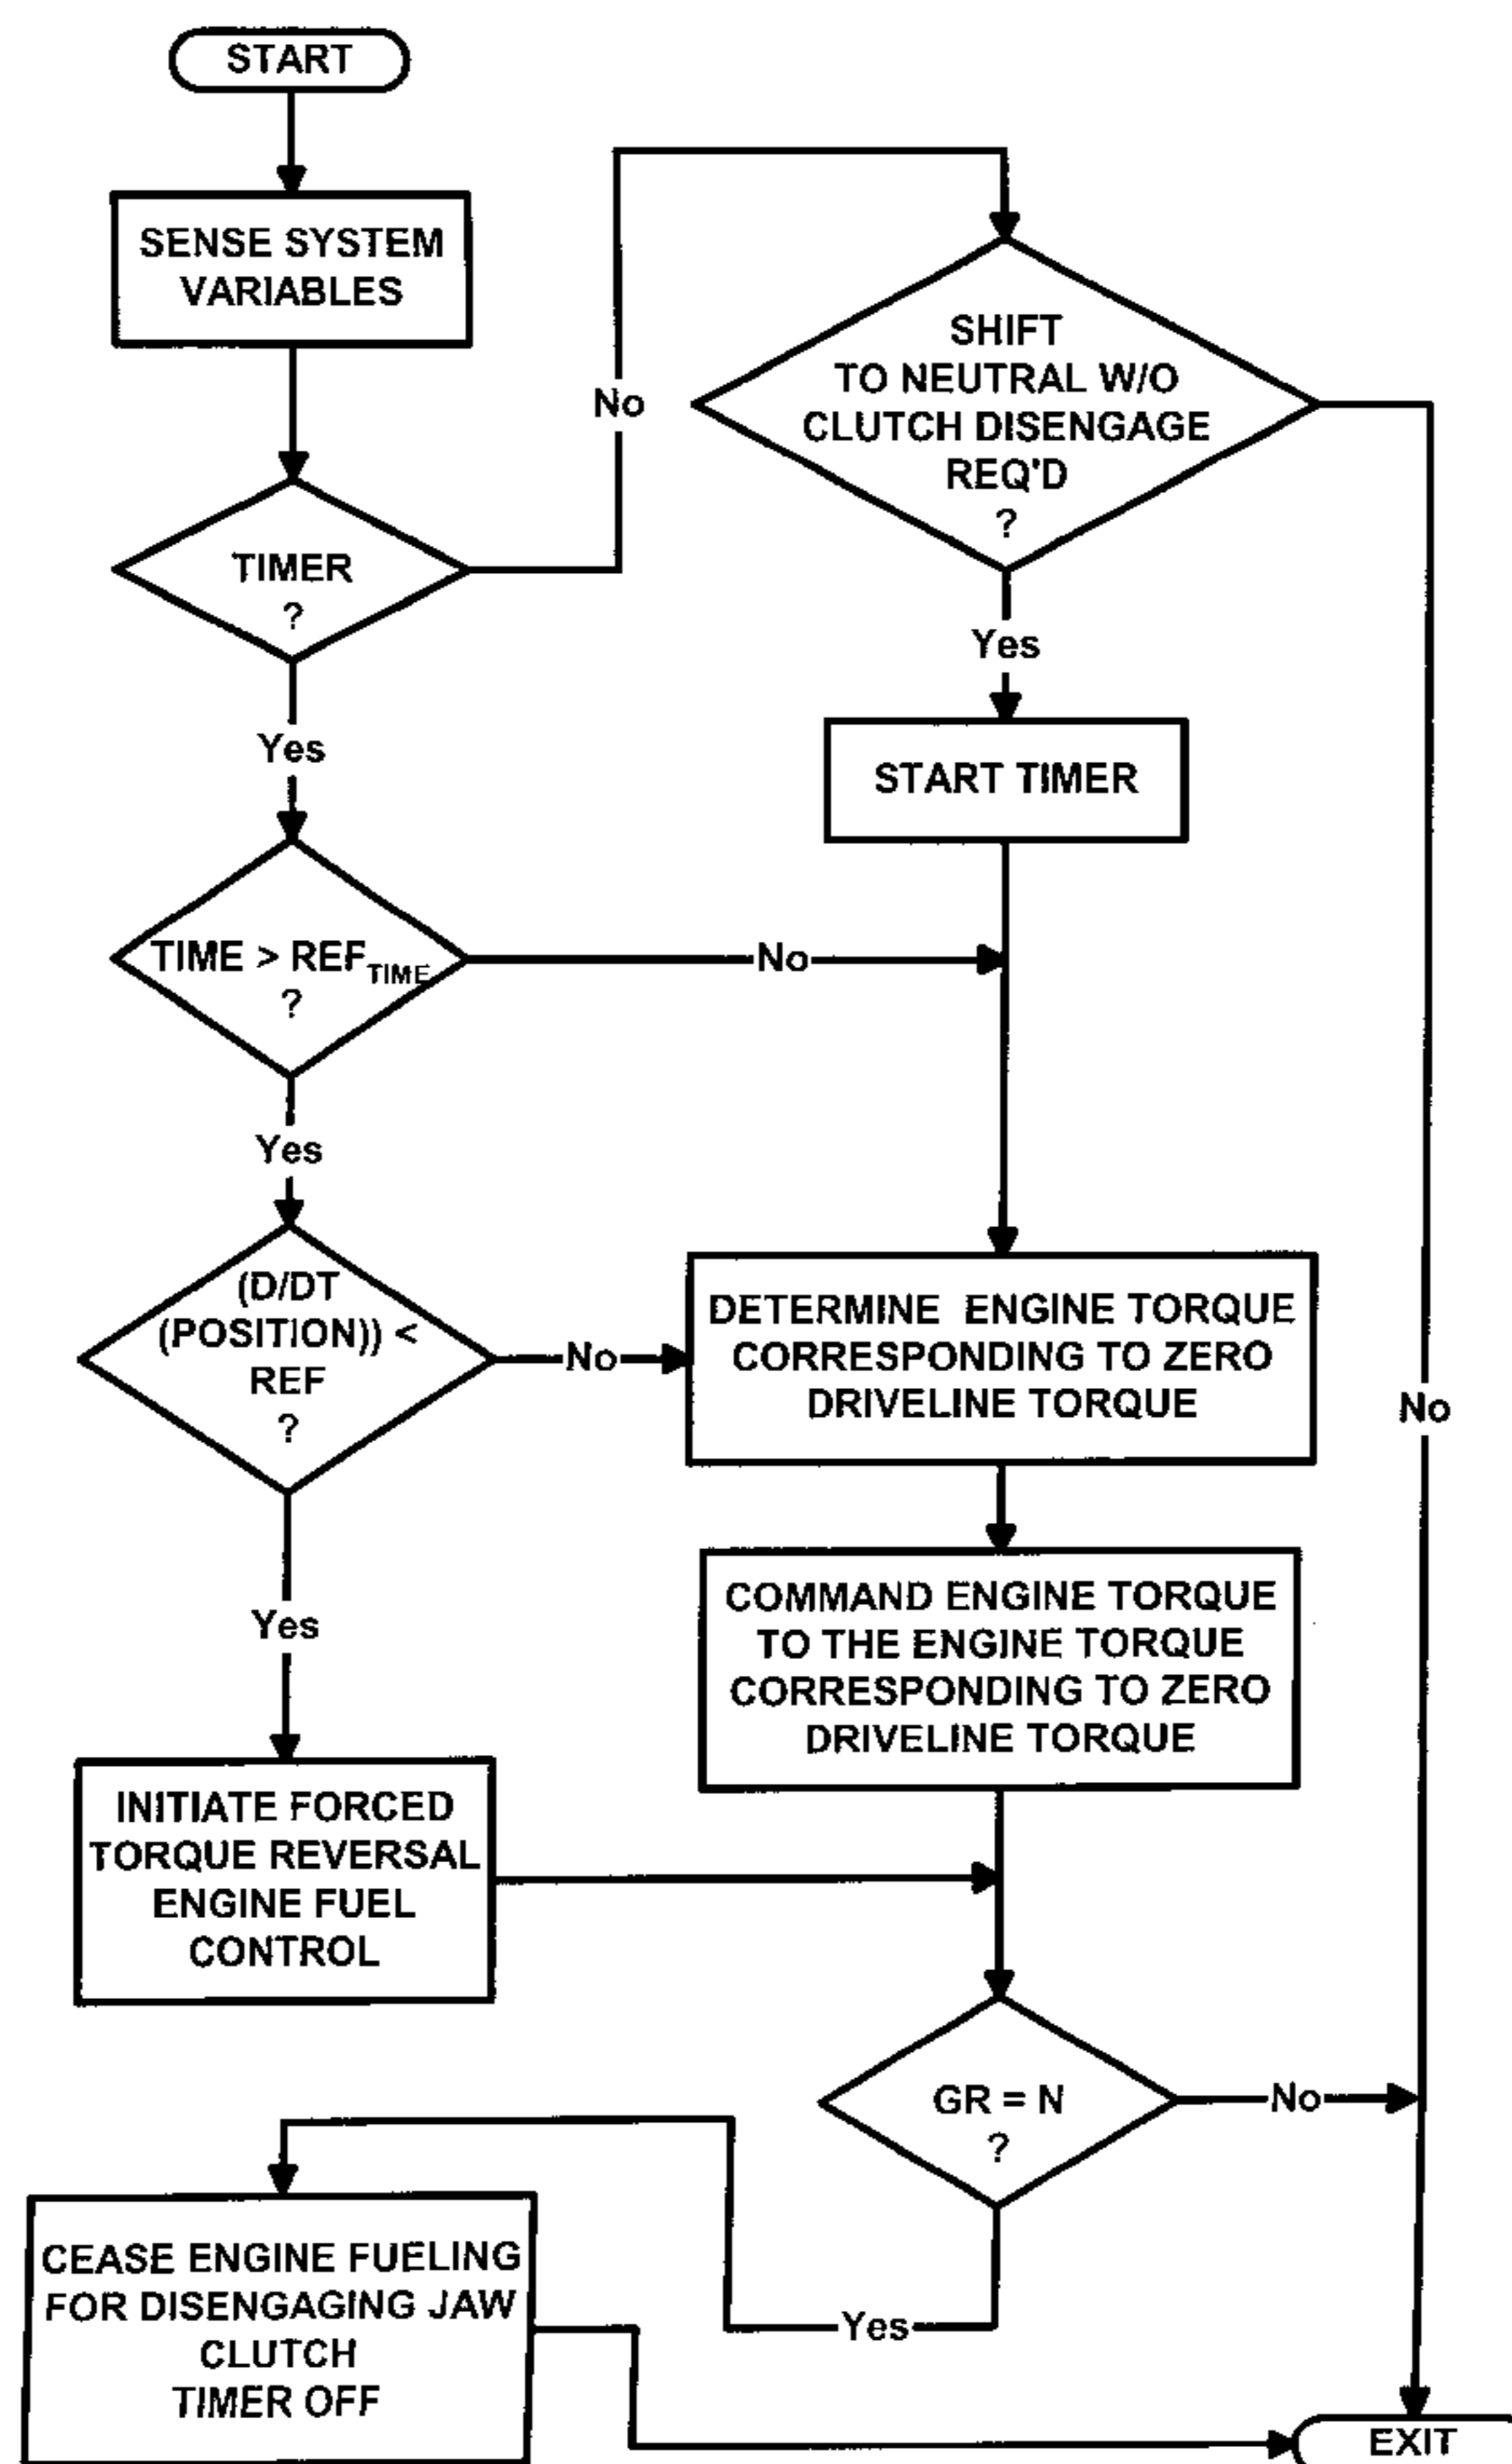 START
SENSE SYSTEM
VARIABLES
TIMER
?
No
SHIFT
TO NEUTRAL W/O
CLUTCH DISENGAGE
REQ'D
?
Yes
START TIMER
Yes
TIME > REF_TIME
?
No
Yes
(D/DT
(POSITION)) <
REF
?
No
DETERMINE ENGINE TORQUE
CORRESPONDING TO ZERO
DRIVELINE TORQUE
No
COMMAND ENGINE TORQUE
TO THE ENGINE TORQUE
CORRESPONDING TO ZERO
DRIVELINE TORQUE
Yes
INITIATE FORCED
TORQUE REVERSAL
ENGINE FUEL
CONTROL
GR = N
?
No
Yes
CEASE ENGINE FUELING
FOR DISENGAGING JAW
CLUTCH
TIMER OFF
EXIT